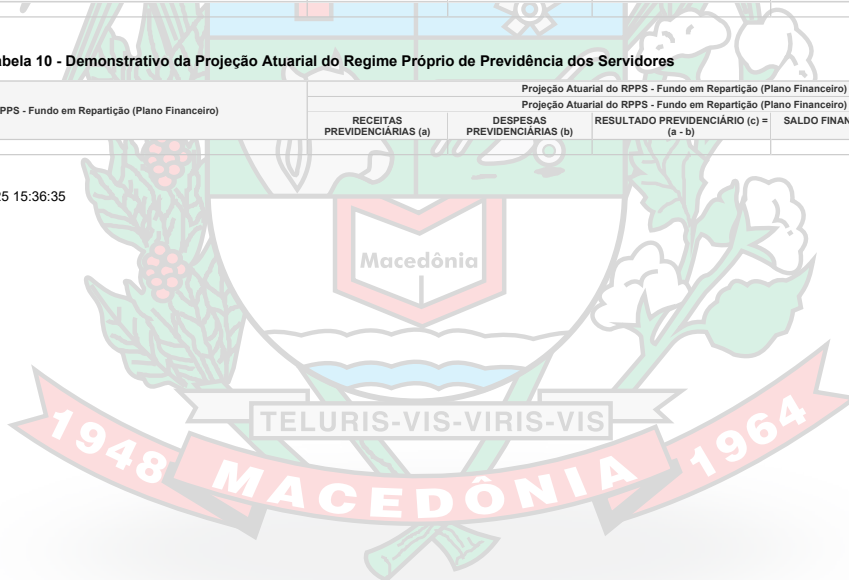 abela 10 - Demonstrativo da Projeção Atuarial do Regime Próprio de Previdência dos Servidores
Projeção Atuarial do RPPS - Fundo em Repartição (Plano Financeiro)
PPS - Fundo em Repartição (Plano Financeiro)
Projeção Atuarial do RPPS - Fundo em Repartição (Plano Financeiro)
RECEITAS PREVIDENCIÁRIAS (a)
DESPESAS PREVIDENCIÁRIAS (b)
RESULTADO PREVIDENCIÁRIO (c) = (a - b)
SALDO FINAN
25 15:36:35
Macedônia
TELURIS-VIS-VIRIS-VIS
1948 MACEDÔNIA 1964